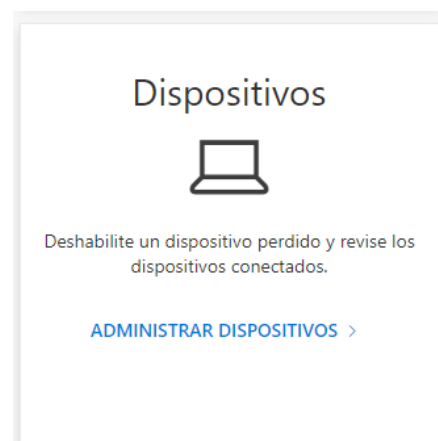 Dispositivos
Deshabilite un dispositivo perdido y revise los
dispositivos conectados.
ADMINISTRAR DISPOSITIVOS >